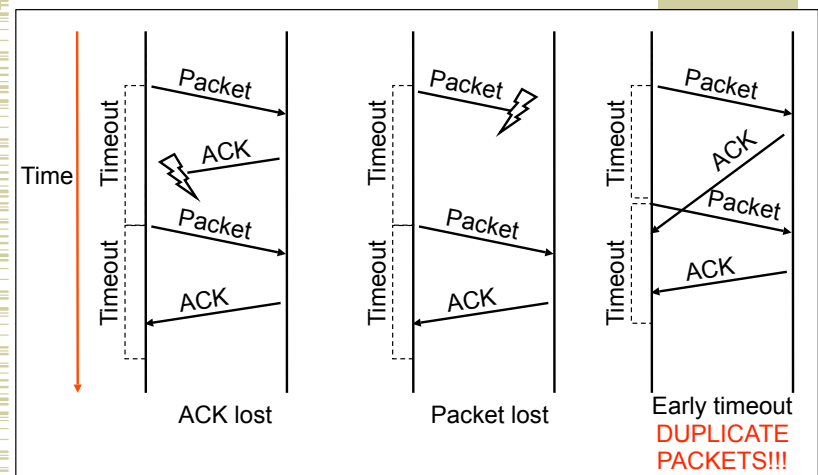 Time
Timeout
Packet
ACK
Timeout
Packet
ACK
ACK lost
Timeout
Packet
Timeout
Packet
ACK
Packet lost
Timeout
Packet
ACK
Timeout
Packet
ACK
Early timeout
DUPLICATE
PACKETS!!!